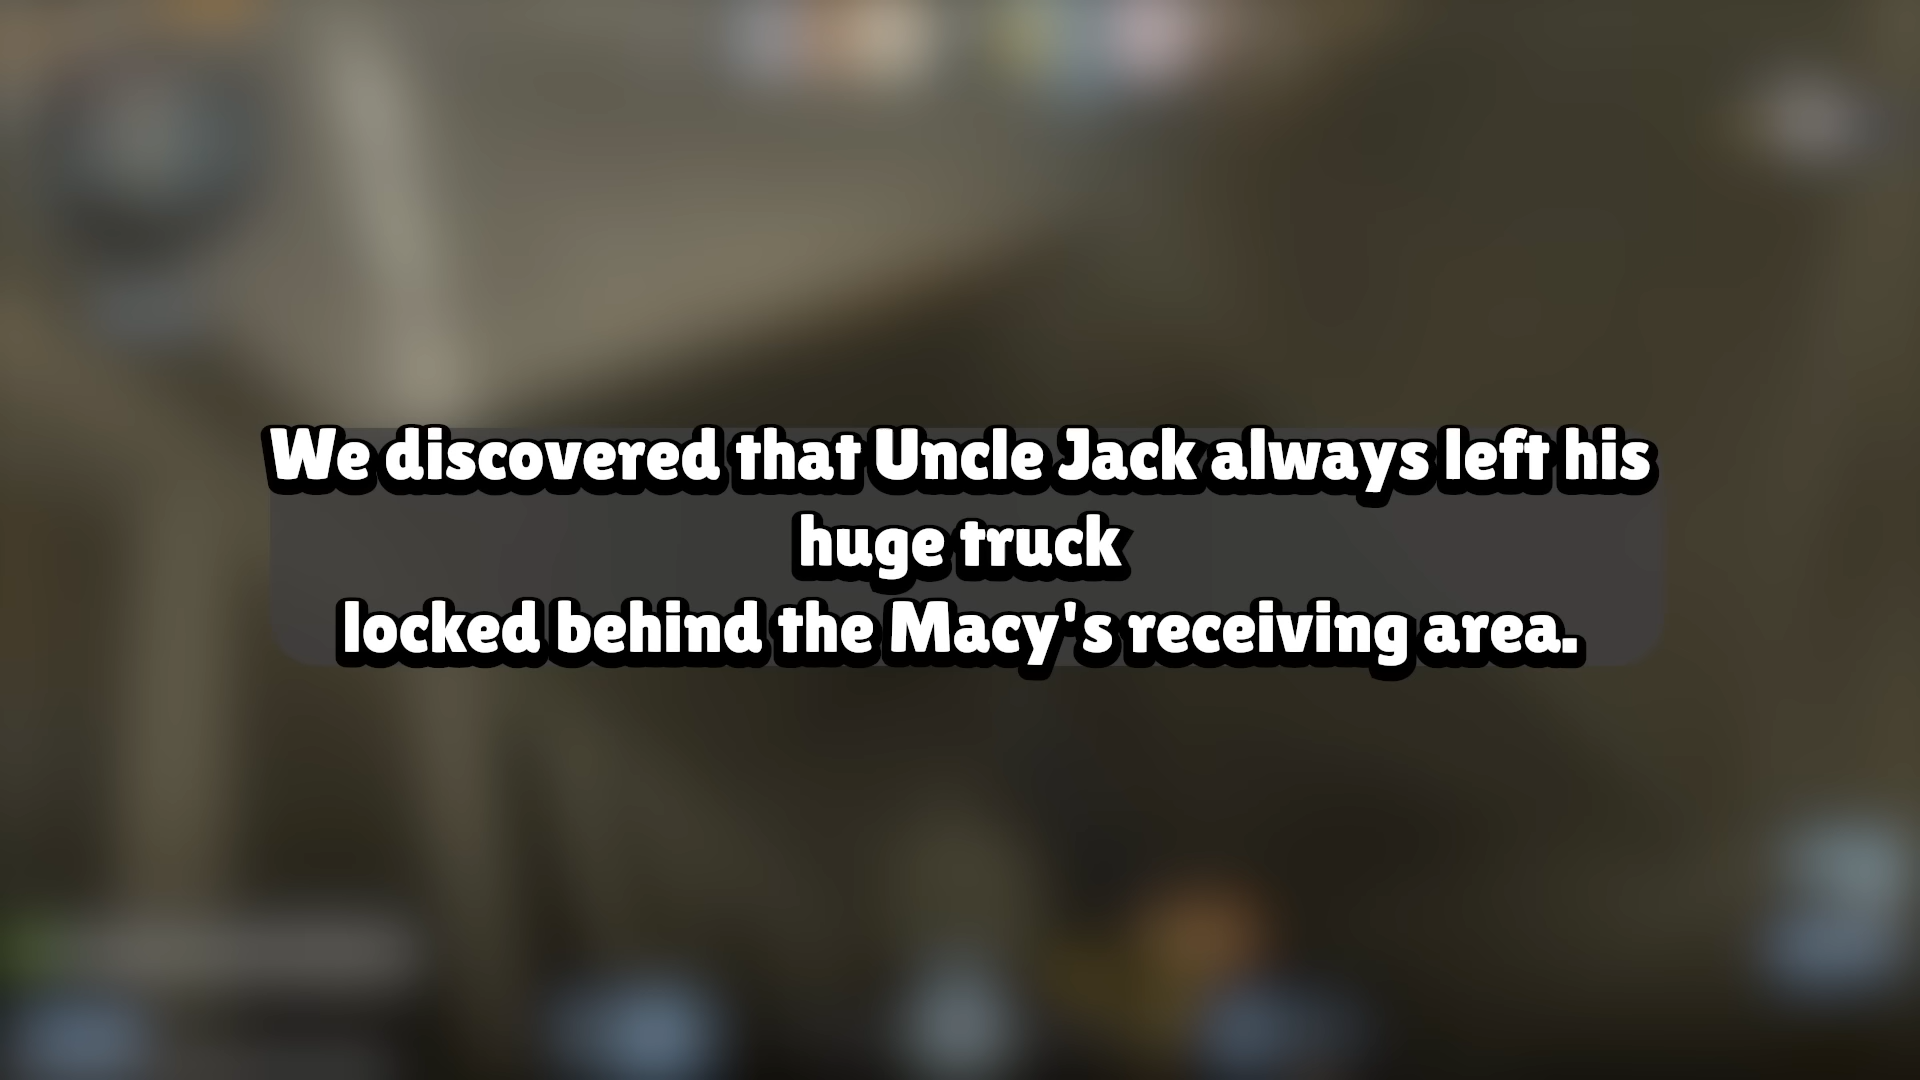 We discovered that Uncle Jack always left his
huge truck
locked behind the Macy's receiving area.